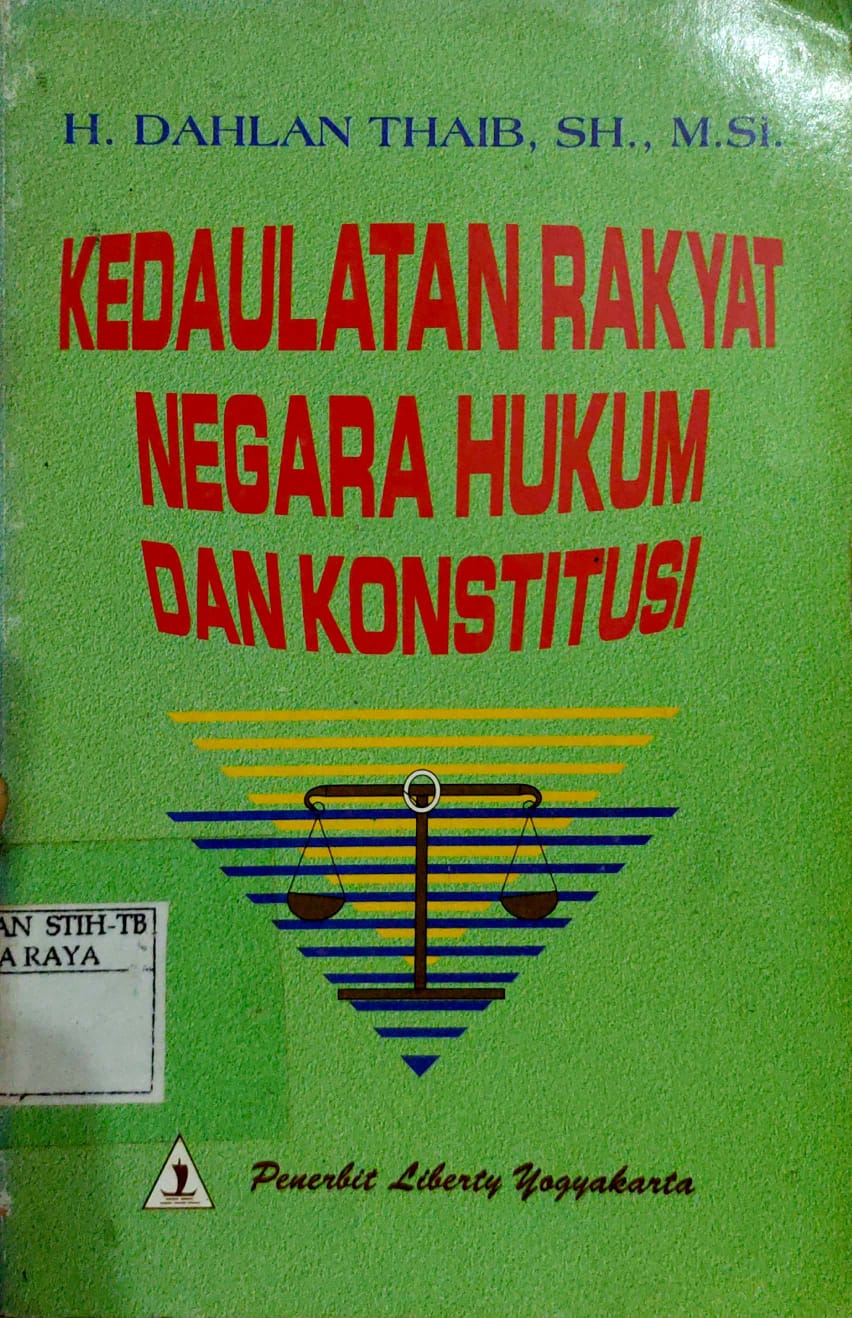 H. DAHLAN THAIB, SH., M.Si.
KEDAULATAN RAKYAT
NEGARA HUKUM
DAN KONSTITUSI
AN STIH-TB
A RAYA
Penerbit Liberty Yogyakarta